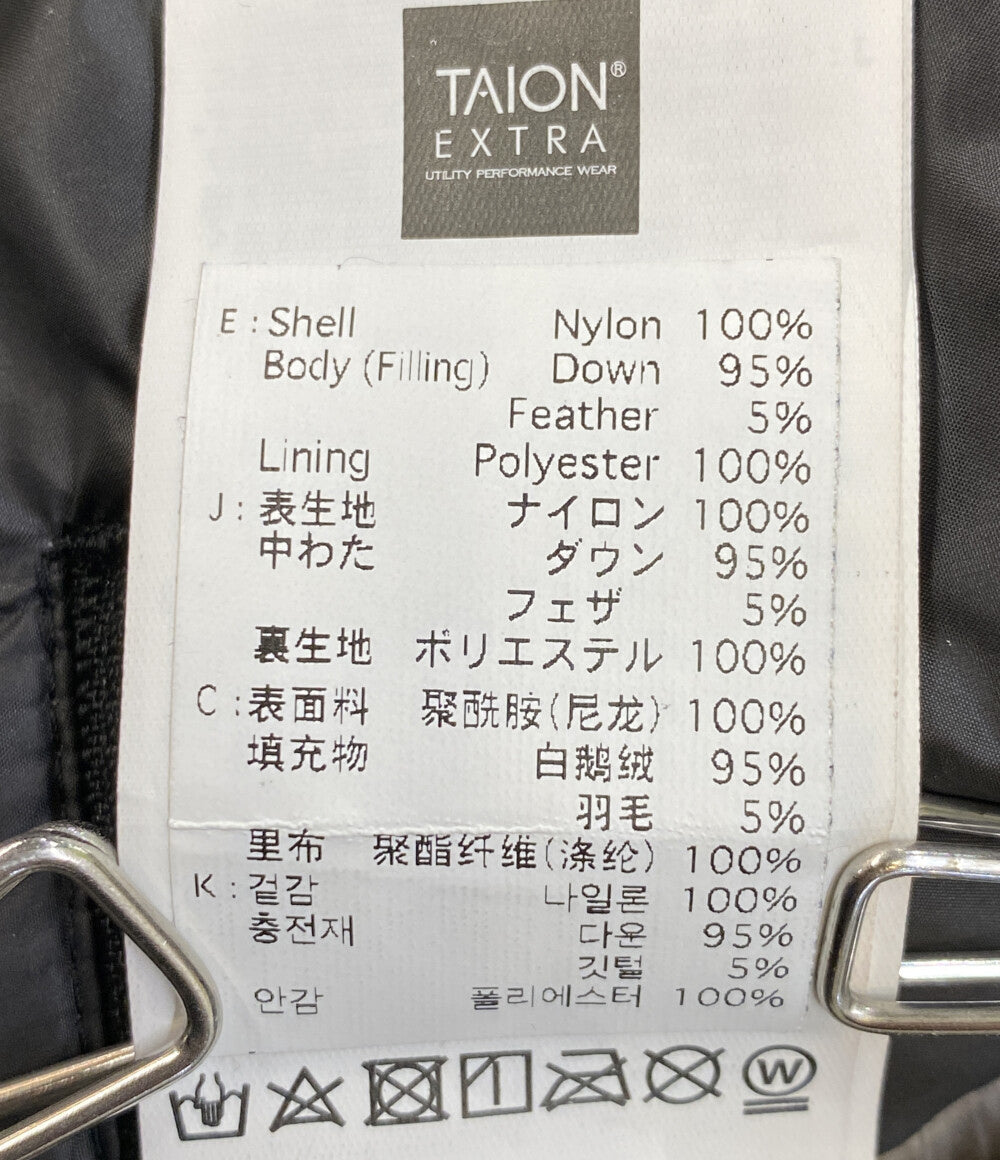 TAION®
EXTRA
UTILITY PERFORMANCE WEAR
E : Shell Nylon 100%
Body (Filling) Down 95%
Feather 5%
Lining Polyester 100%
J : 表生地 ナイロン 100%
中わた ダウン 95%
フェザ 5%
裏生地 ポリエステル 100%
C : 表面料 聚酰胺(尼龙) 100%
填充物 白鹅绒 95%
羽毛 5%
里布 聚酯纤维(涤纶) 100%
K : 겉감 나일론 100%
충전재 다운 95%
깃털 5%
안감 폴리에스터 100%
W